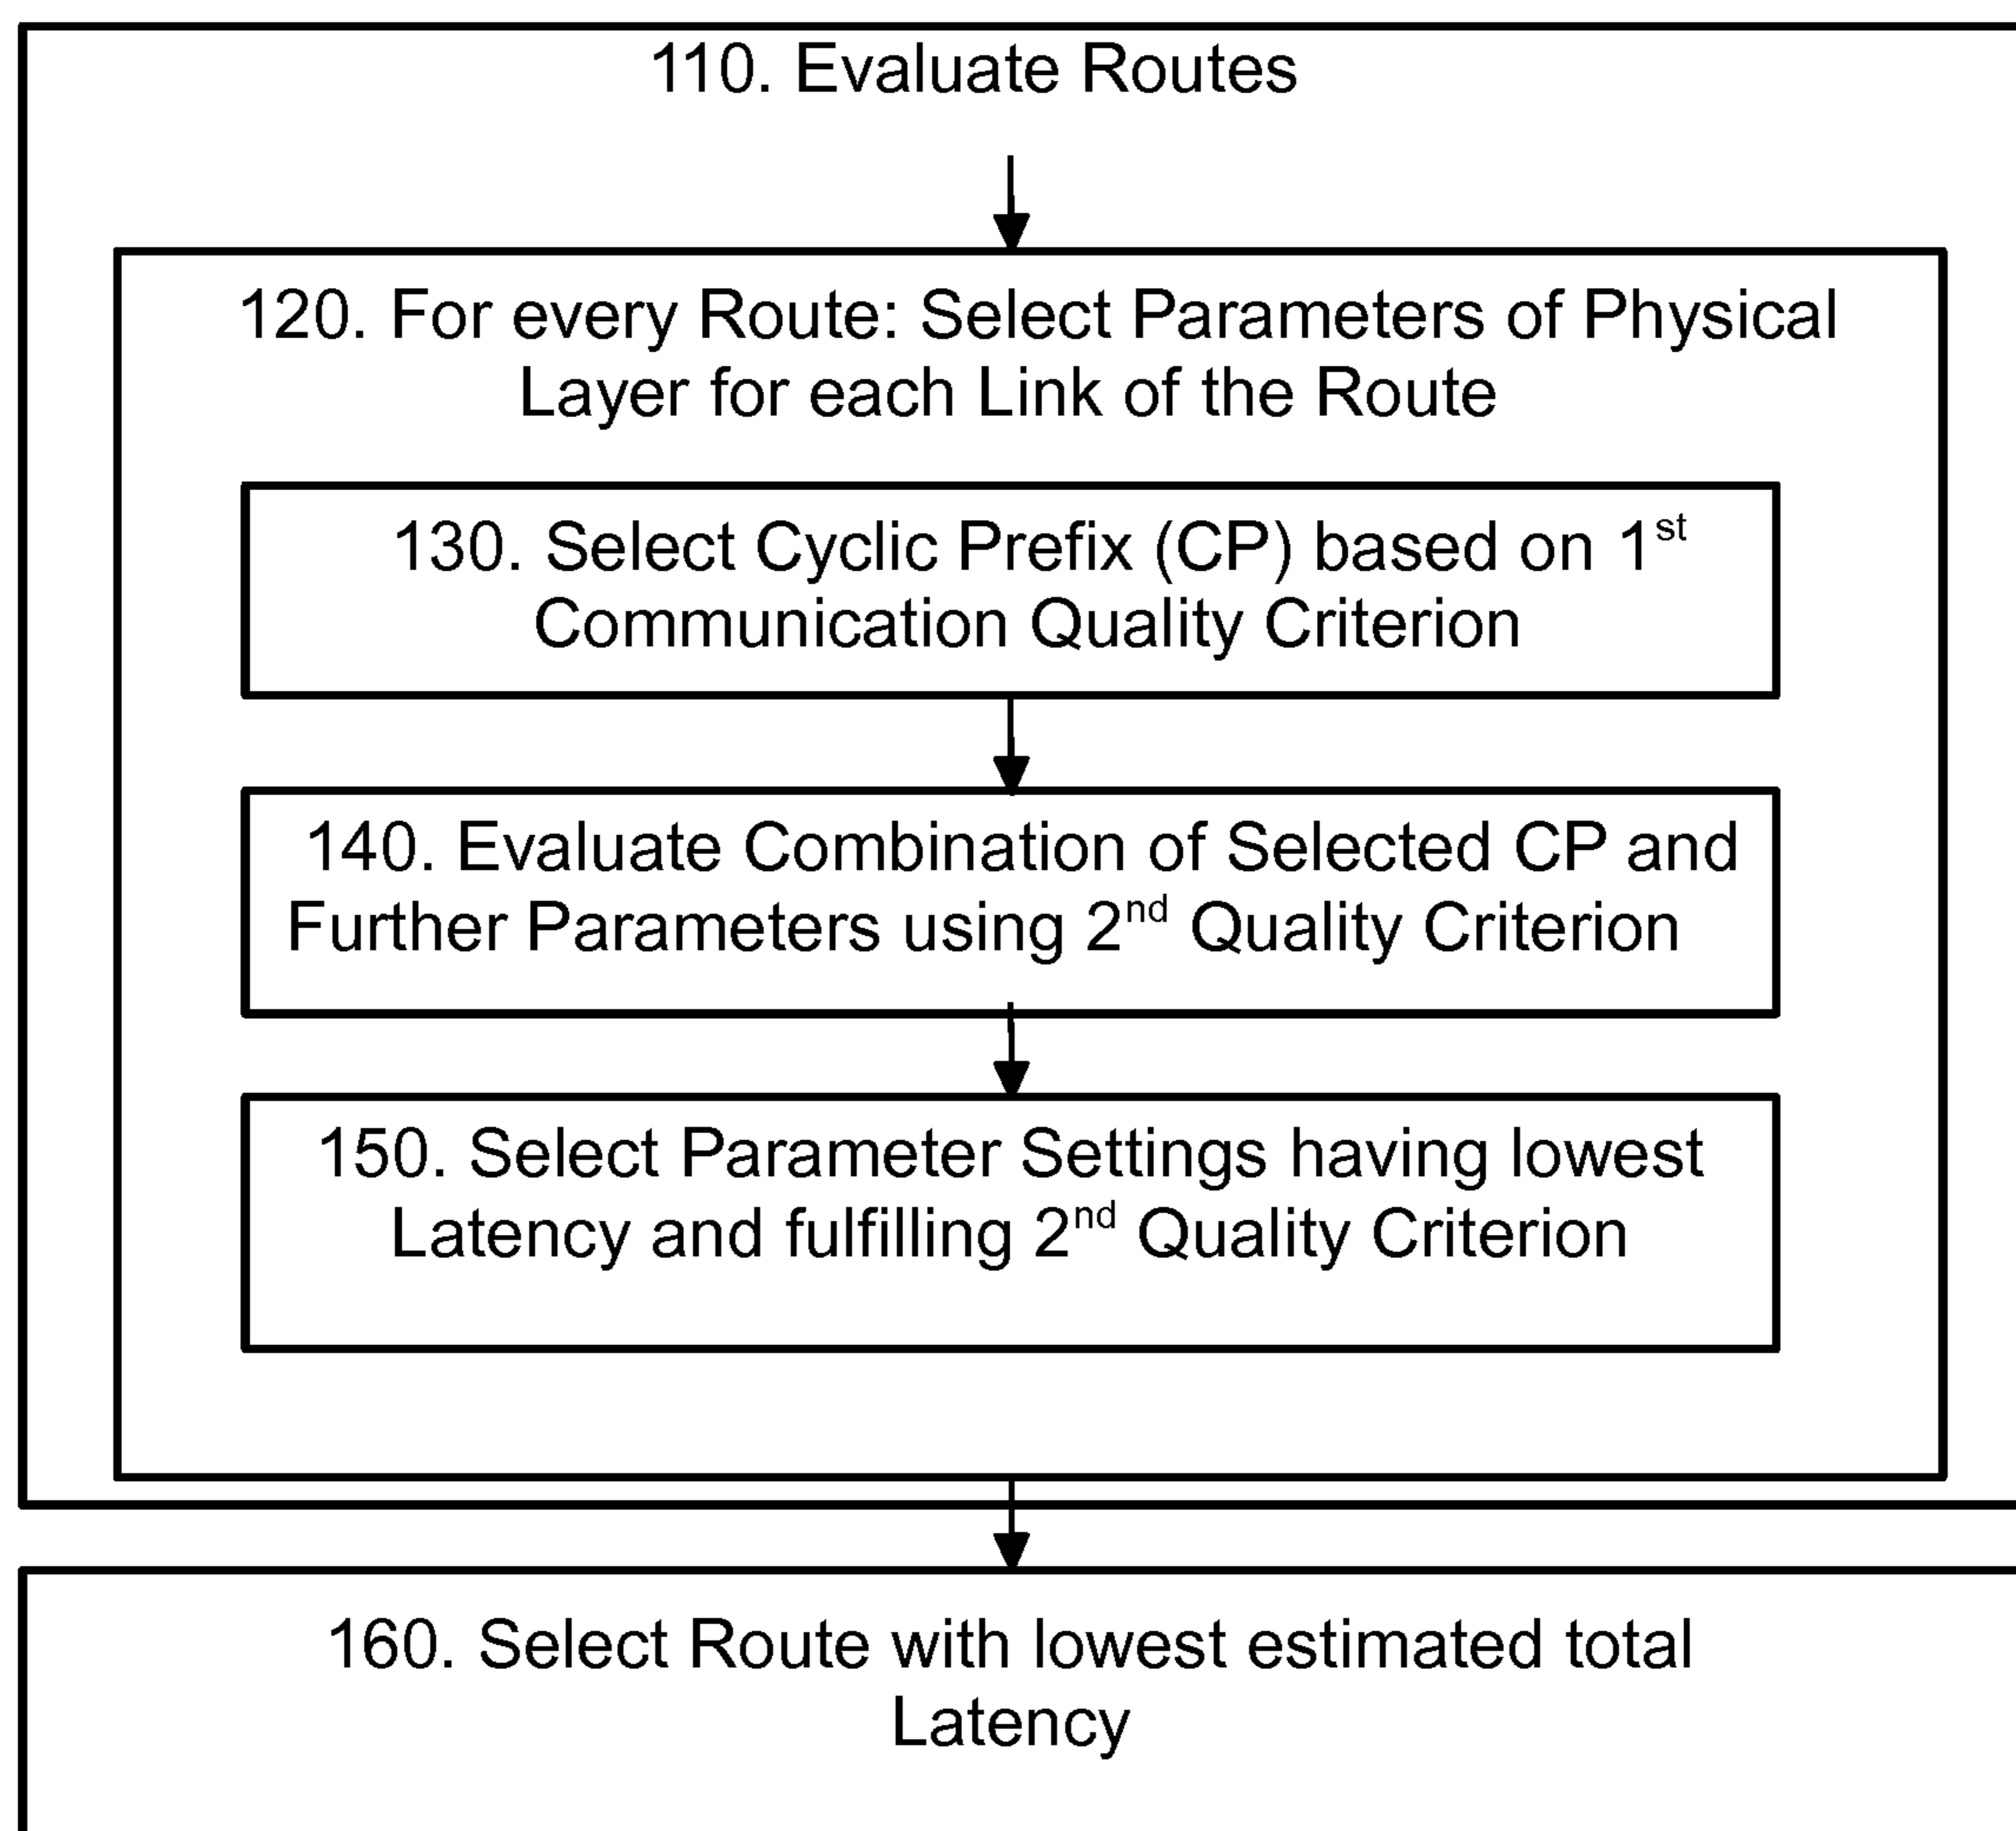 110. Evaluate Routes
120. For every Route: Select Parameters of Physical
Layer for each Link of the Route
130. Select Cyclic Prefix (CP) based on 1st
Communication Quality Criterion
140. Evaluate Combination of Selected CP and
Further Parameters using 2nd Quality Criterion
150. Select Parameter Settings having lowest
Latency and fulfilling 2nd Quality Criterion
160. Select Route with lowest estimated total
Latency